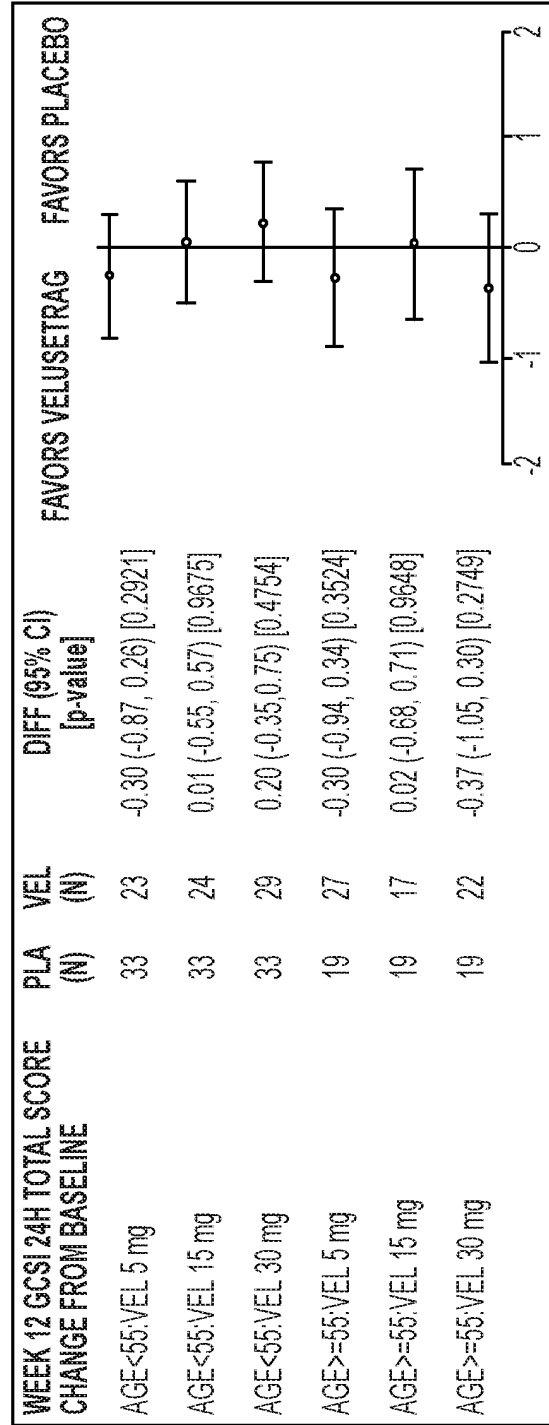 WEEK 12 GCSI 24H TOTAL SCORE CHANGE FROM BASELINE PLA (N) VEL (N) DIFF (95% CI) [p-value] FAVORS VELUSETRAG FAVORS PLACEBO
AGE<55:VEL 5 mg 33 23 -0.30 (-0.87, 0.26) [0.2921]
AGE<55:VEL 15 mg 33 24 0.01 (-0.55, 0.57) [0.9675]
AGE<55:VEL 30 mg 33 29 0.20 (-0.35,0.75) [0.4754]
AGE>=55:VEL 5 mg 19 27 -0.30 (-0.94, 0.34) [0.3524]
AGE>=55:VEL 15 mg 19 17 0.02 (-0.68, 0.71) [0.9648]
AGE>=55:VEL 30 mg 19 22 -0.37 (-1.05, 0.30) [0.2749]
-2 -1 0 1 2